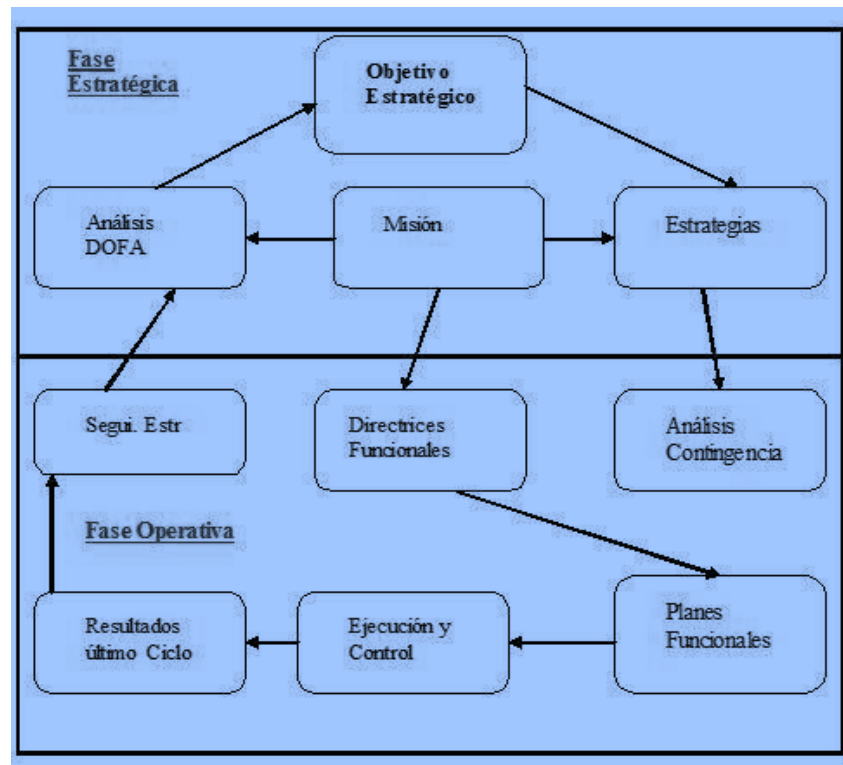 Fase
Estratégica
Objetivo
Estratégico
Análisis
DOFA
Misión
Estrategias
Segui. Estr
Directrices
Funcionales
Análisis
Contingencia
Fase Operativa
Resultados
último Ciclo
Ejecución y
Control
Planes
Funcionales